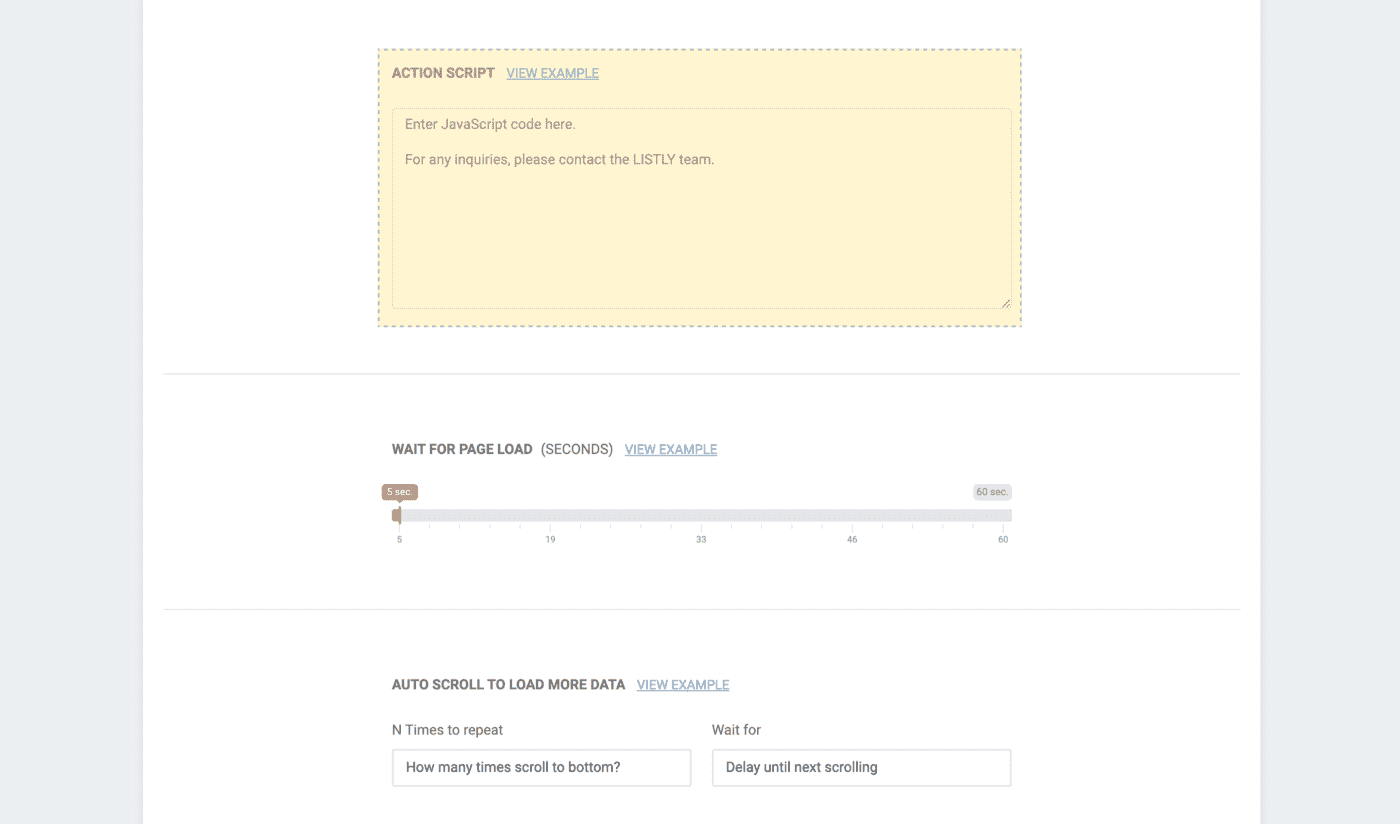 ACTION SCRIPT VIEW EXAMPLE
Enter JavaScript code here.
For any inquiries, please contact the LISTLY team.
WAIT FOR PAGE LOAD (SECONDS) VIEW EXAMPLE
5 sec. 60 sec.
5 19 33 46 60
AUTO SCROLL TO LOAD MORE DATA VIEW EXAMPLE
N Times to repeat Wait for
How many times scroll to bottom? Delay until next scrolling